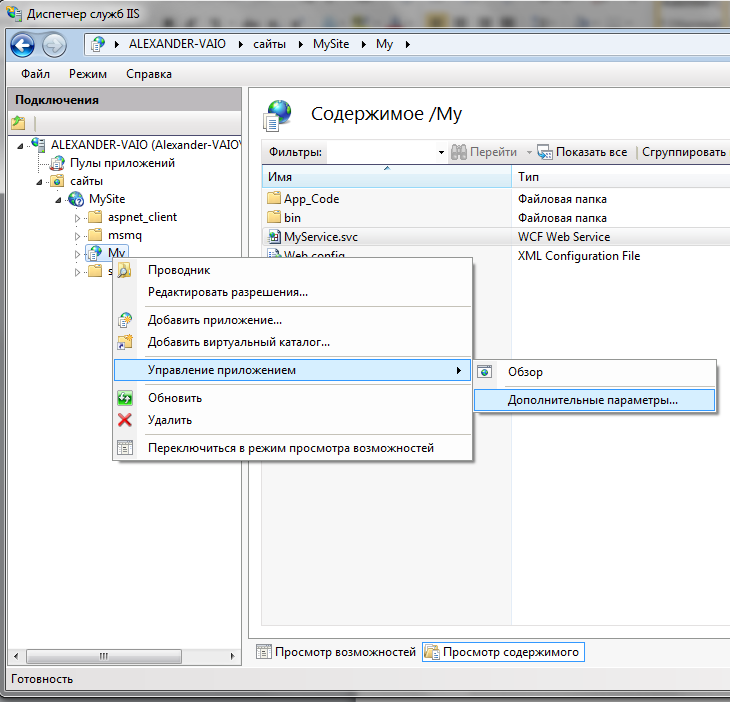 Диспетчер служб IIS
ALEXANDER-VAIO сайты MySite My
Файл Режим Справка
Подключения
ALEXANDER-VAIO (Alexander-VAIO\
Пулы приложений
сайты
MySite
aspnet_client
msmq
My
s
Содержимое /My
Фильтры: Перейти Показать все Сгруппировать
Имя Тип
App_Code Файловая папка
bin Файловая папка
MyService.svc WCF Web Service
Web.config XML Configuration File
Проводник
Редактировать разрешения...
Добавить приложение...
Добавить виртуальный каталог...
Управление приложением
Обновить
Удалить
Переключиться в режим просмотра возможностей
Обзор
Дополнительные параметры...
Просмотр возможностей Просмотр содержимого
Готовность